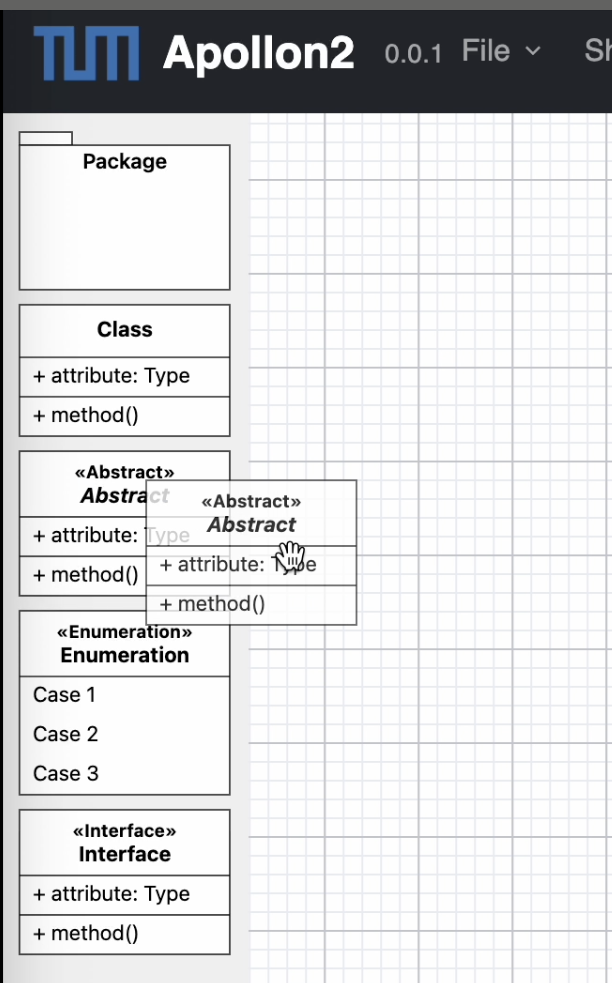 TUM Apollon2 0.0.1 File
Package
Class
+ attribute: Type
+ method()
«Abstract»
Abstract
+ attribute: Type
+ method()
«Abstract»
Abstract
+ attribute: Type
+ method()
«Enumeration»
Enumeration
Case 1
Case 2
Case 3
«Interface»
Interface
+ attribute: Type
+ method()